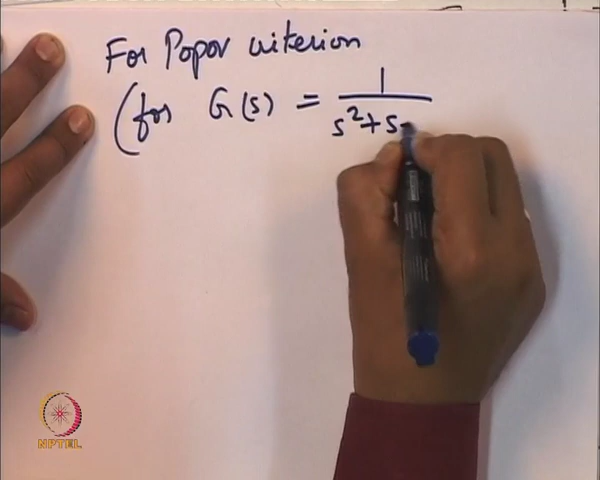 For Popov criterion
(for G(s) = 1 / s²+s-
NPTEL